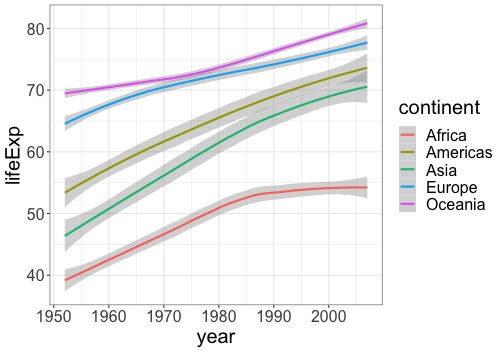 80
70
60
50
40
lifeExp
1950 1960 1970 1980 1990 2000
year
continent
Africa
Americas
Asia
Europe
Oceania